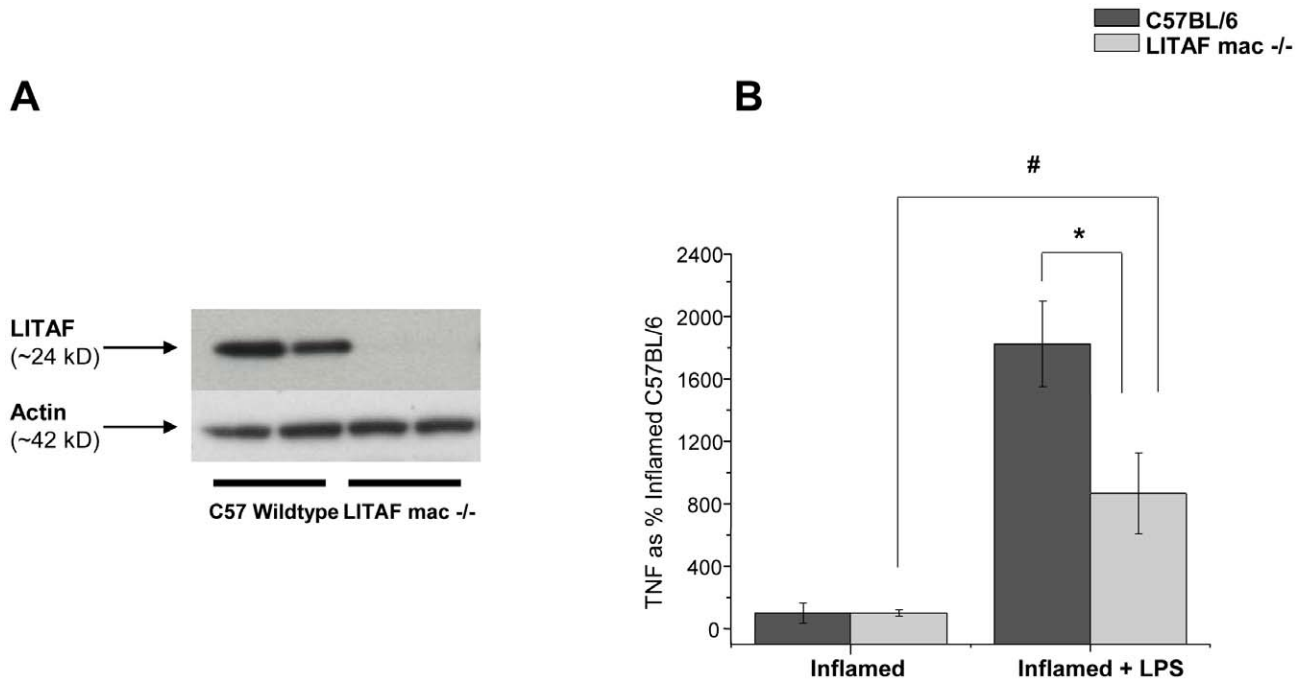 C57BL/6
LITAF mac -/-
A
B
LITAF
(~24 kD)
Actin
(~42 kD)
C57 Wildtype LITAF mac -/-
#
*
TNF as % Inflamed C57BL/6
2400
2000
1600
1200
800
400
0
Inflamed
Inflamed + LPS